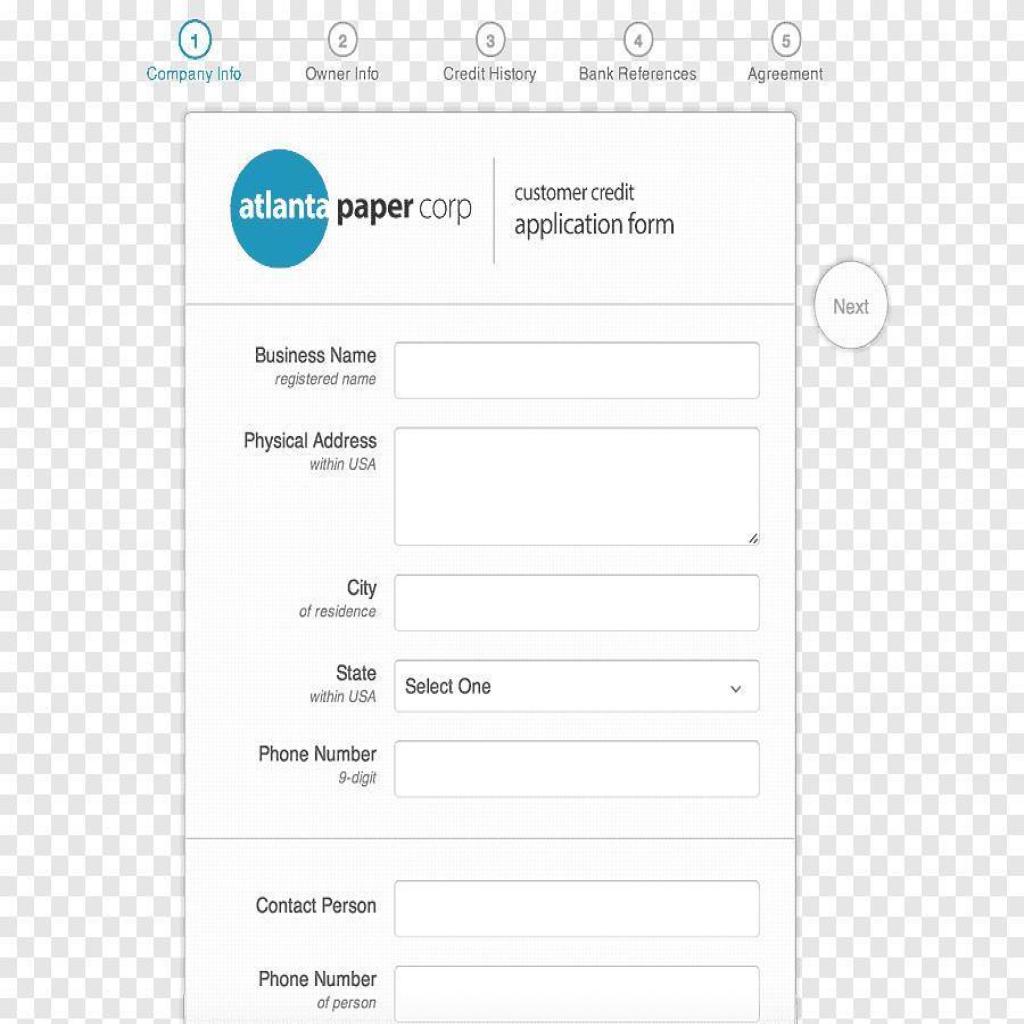 1 2 3 4 5
Company Info Owner Info Credit History Bank References Agreement
atlanta paper corp
customer credit
application form
Next
Business Name
registered name
Physical Address
within USA
City
of residence
State
within USA
Select One
Phone Number
9-digit
Contact Person
Phone Number
of person